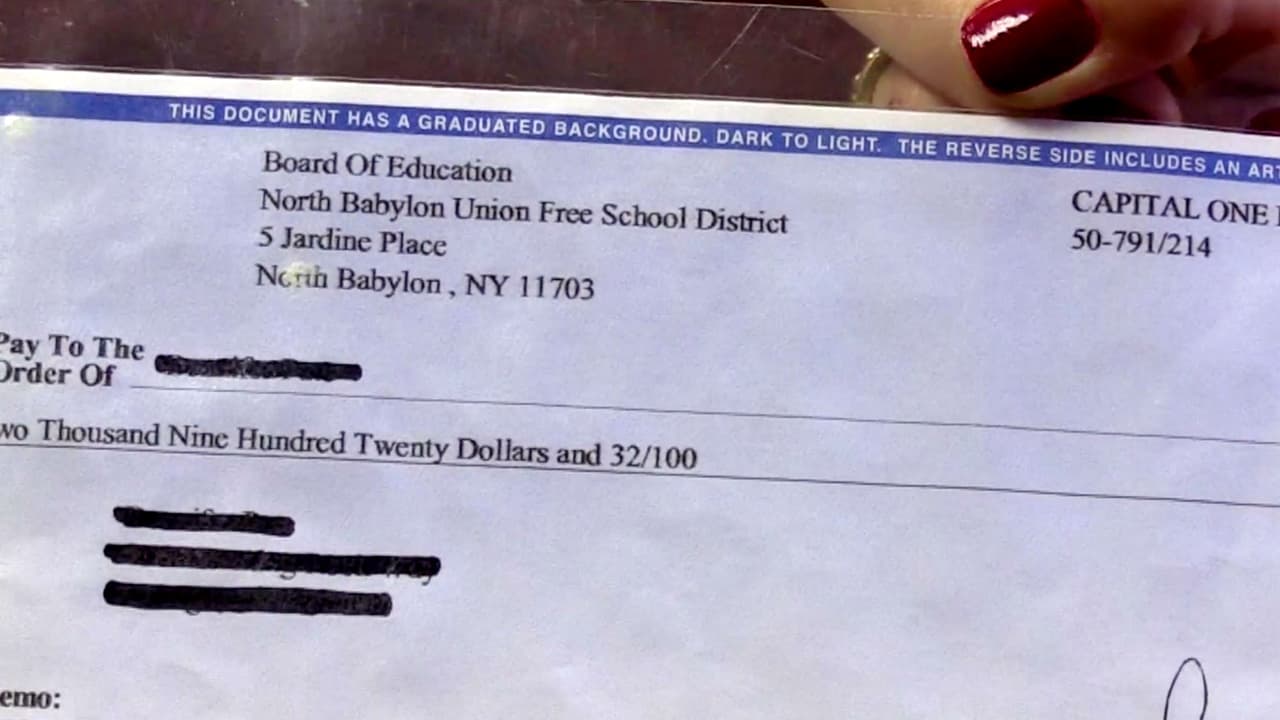 THIS DOCUMENT HAS A GRADUATED BACKGROUND. DARK TO LIGHT. THE REVERSE SIDE INCLUDES AN
Board Of Education
North Babylon Union Free School District
5 Jardine Place
North Babylon , NY 11703
CAPITAL ONE
50-791/214
Pay To The
Order Of
wo Thousand Nine Hundred Twenty Dollars and 32/100
emo: